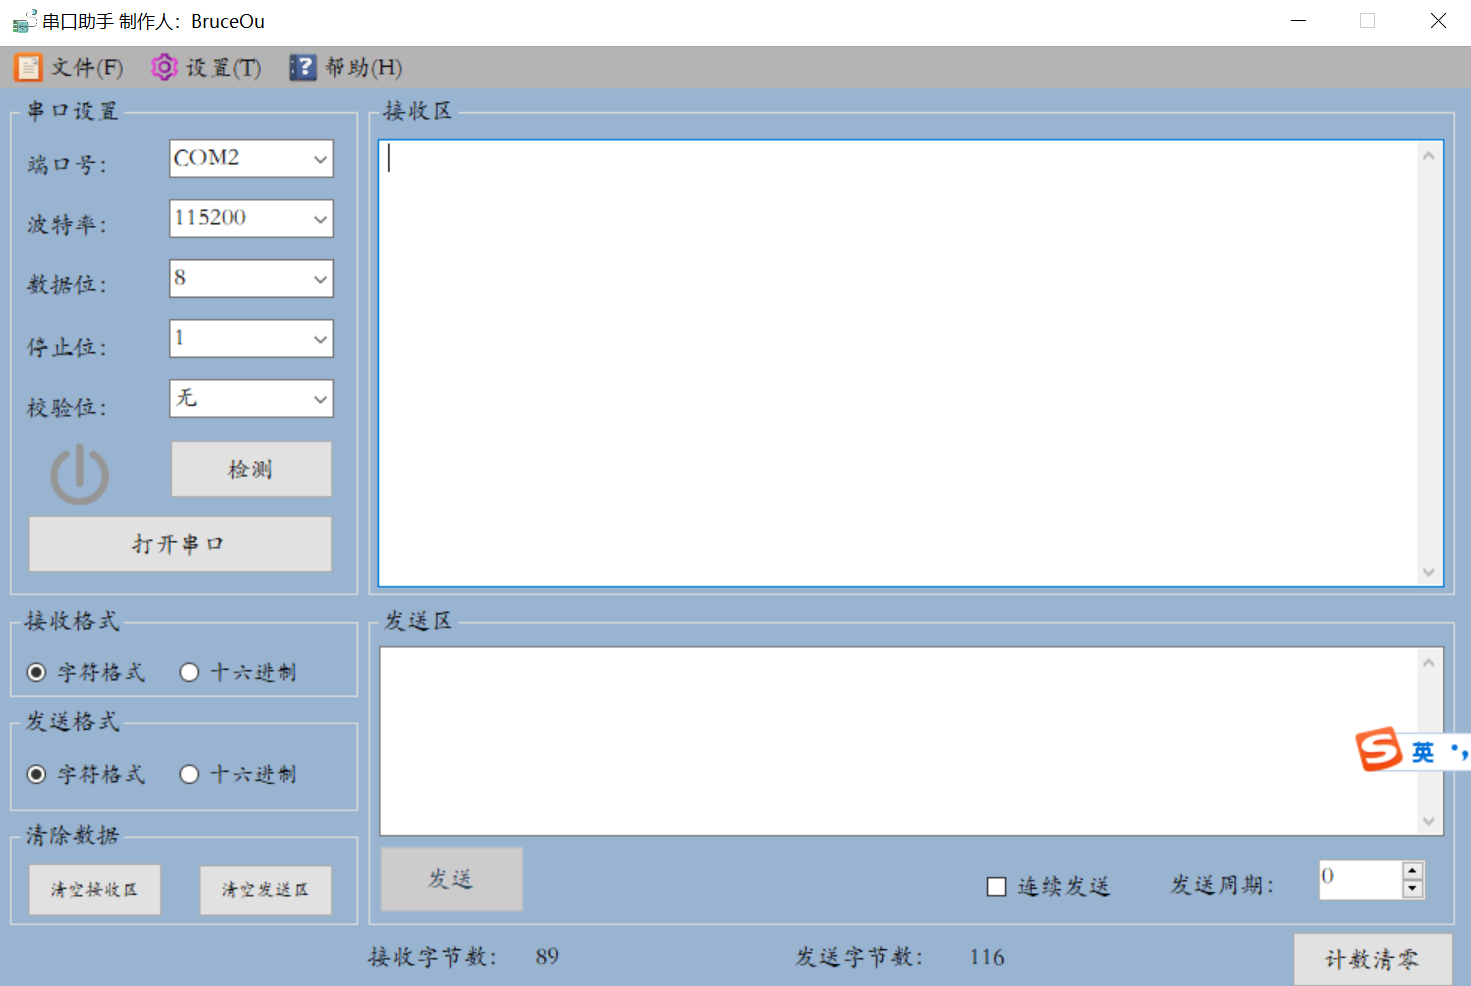 串口助手 制作人：BruceOu
文件(F) 设置(T) 帮助(H)
串口设置
端口号： COM2
波特率： 115200
数据位： 8
停止位： 1
校验位： 无
检测
打开串口
接收格式
字符格式 十六进制
发送格式
字符格式 十六进制
清除数据
清空接收区 清空发送区
接收区
发送区
英
发送 连续发送 发送周期： 0
接收字节数： 89 发送字节数： 116 计数清零